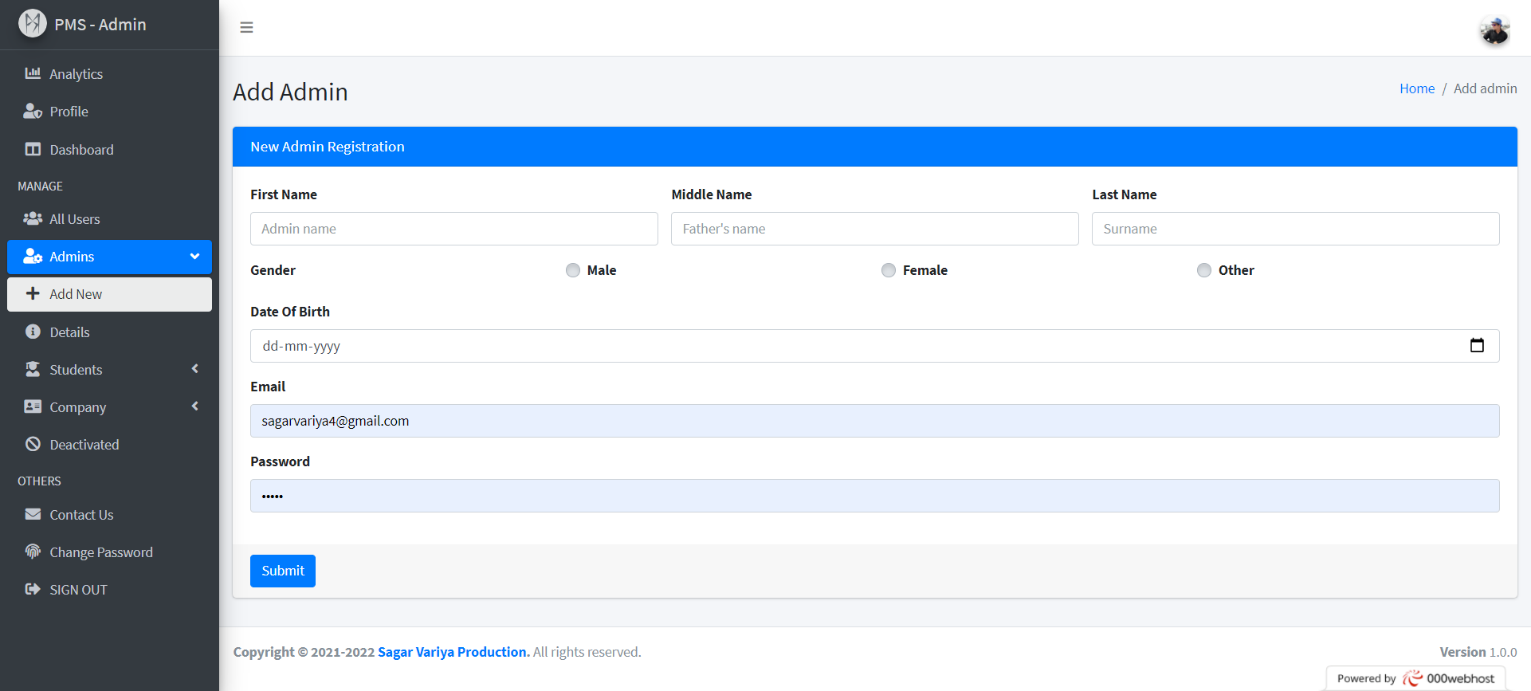 PMS - Admin
Analytics
Profile
Dashboard
MANAGE
All Users
Admins
Add New
Details
Students
Company
Deactivated
OTHERS
Contact Us
Change Password
SIGN OUT
Add Admin
Home / Add admin
New Admin Registration
First Name Middle Name Last Name
Admin name Father's name Surname
Gender Male Female Other
Date Of Birth
dd-mm-yyyy
Email
sagarvariya4@gmail.com
Password
•••••
Submit
Copyright © 2021-2022 Sagar Variya Production. All rights reserved.
Version 1.0.0
Powered by 000webhost